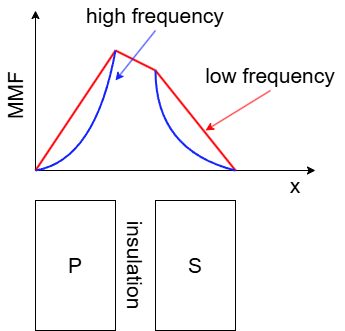 high frequency
low frequency
MMF
x
P
insulation
S